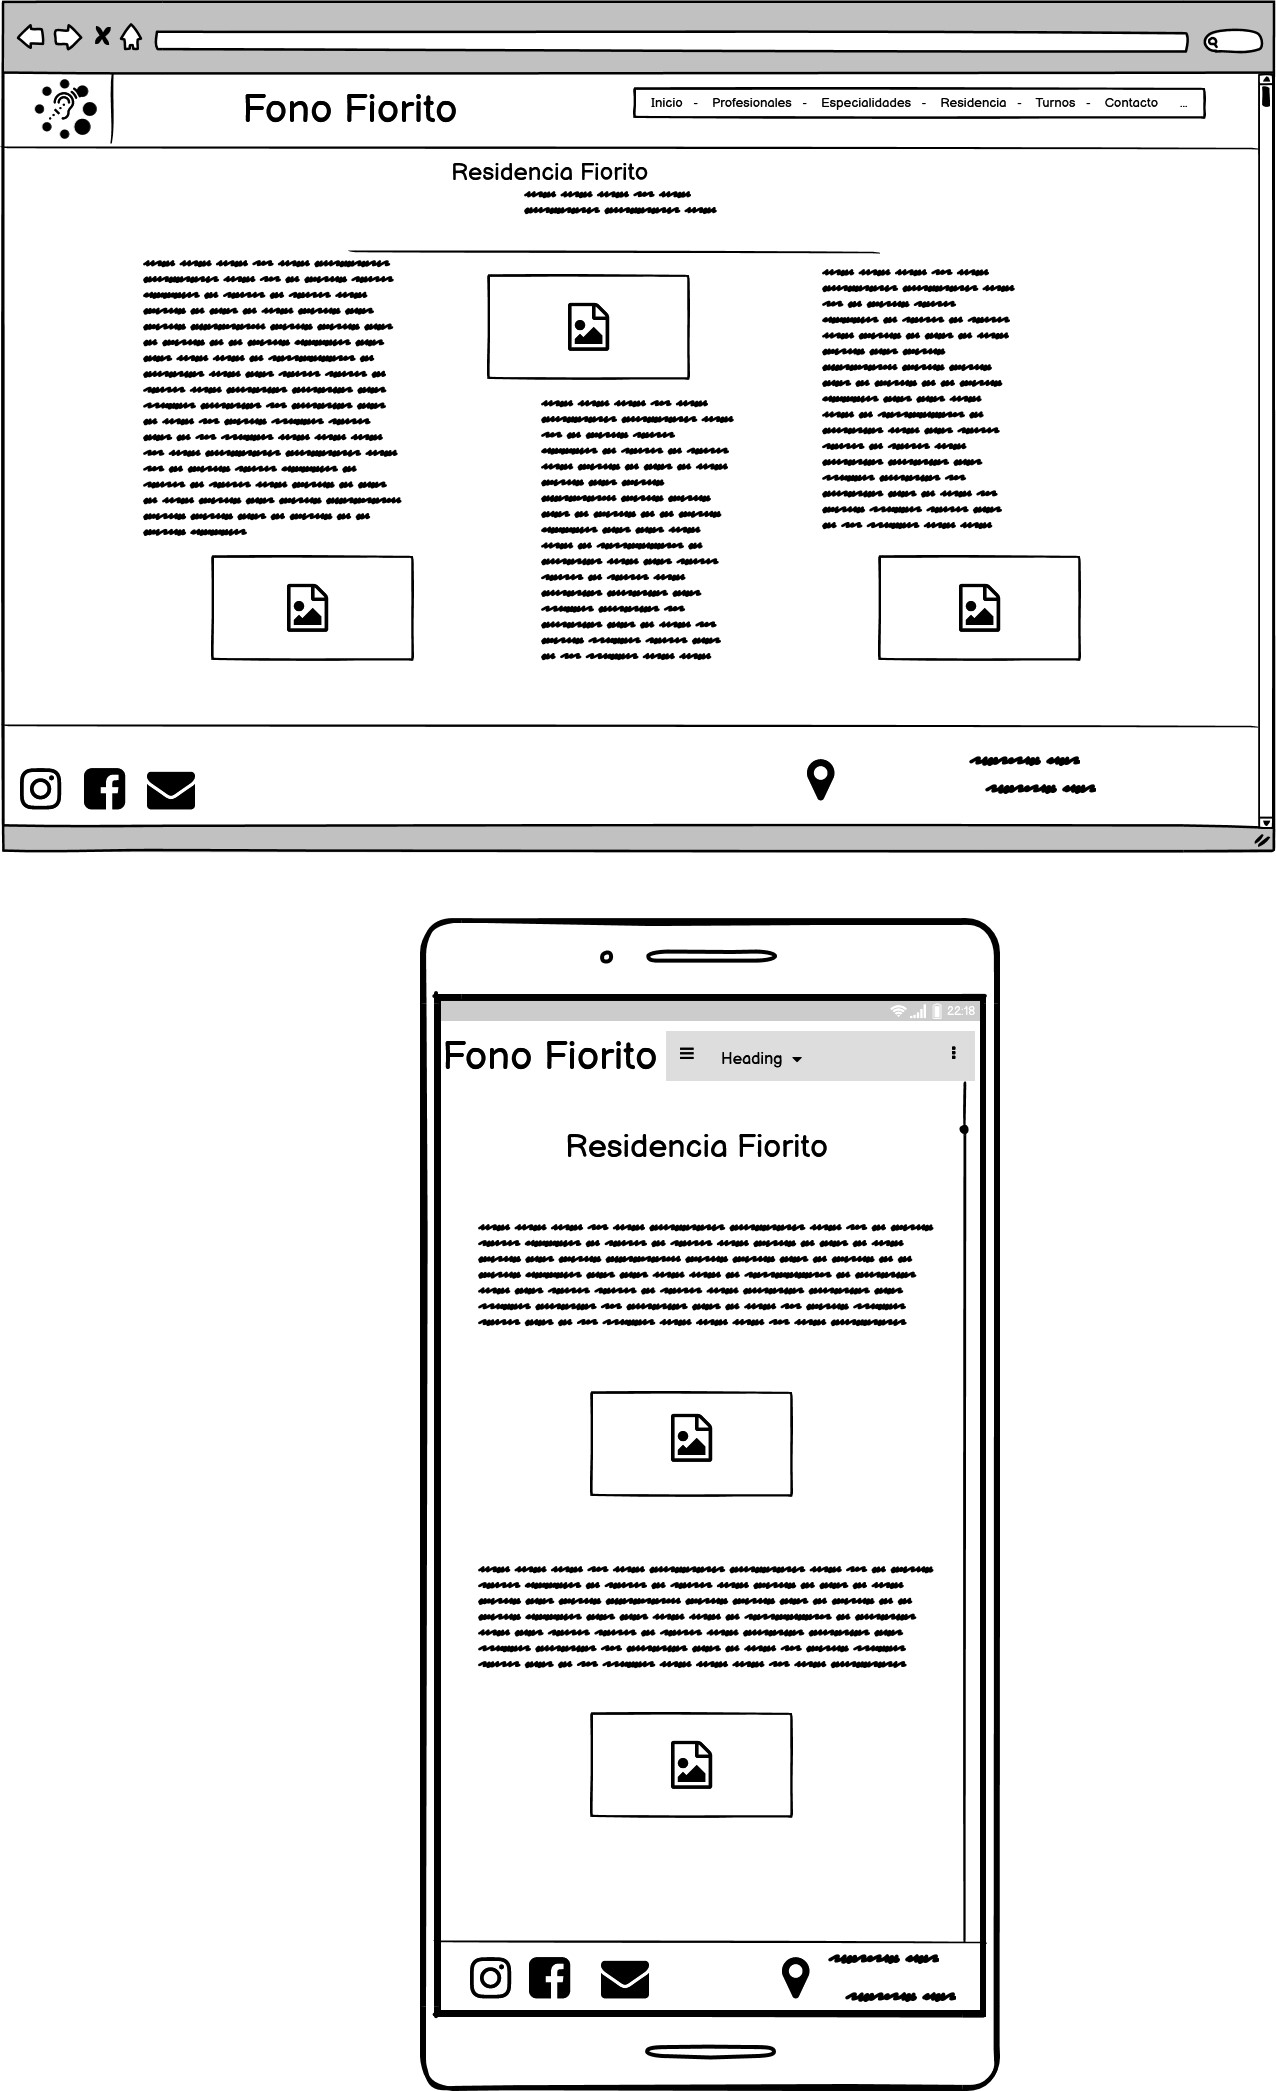 Fono Fiorito
Inicio - Profesionales - Especialidades - Residencia - Turnos - Contacto ...
Residencia Fiorito
22:18
Fono Fiorito
Heading
Residencia Fiorito